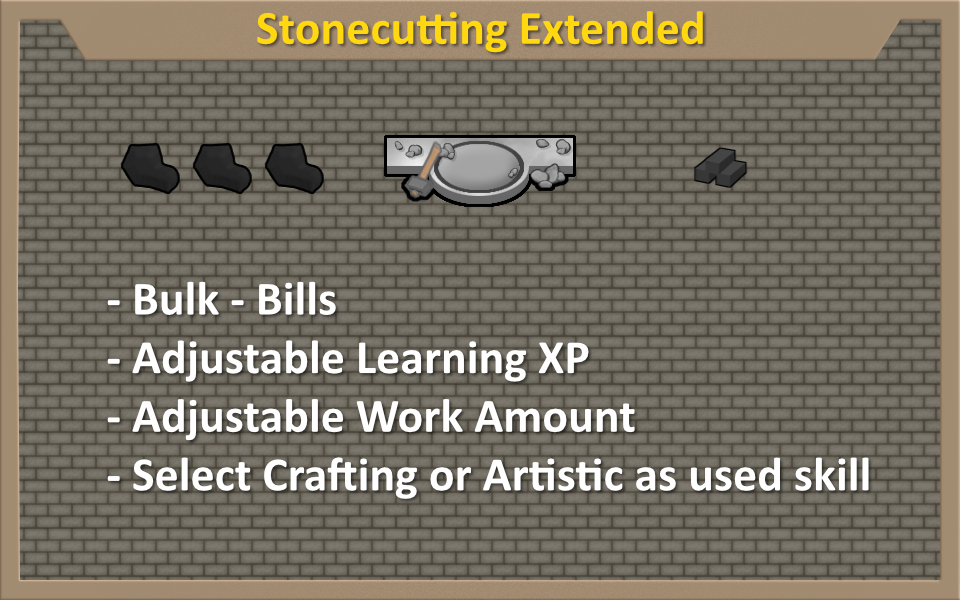 Stonecutting Extended
- Bulk - Bills
- Adjustable Learning XP
- Adjustable Work Amount
- Select Crafting or Artistic as used skill